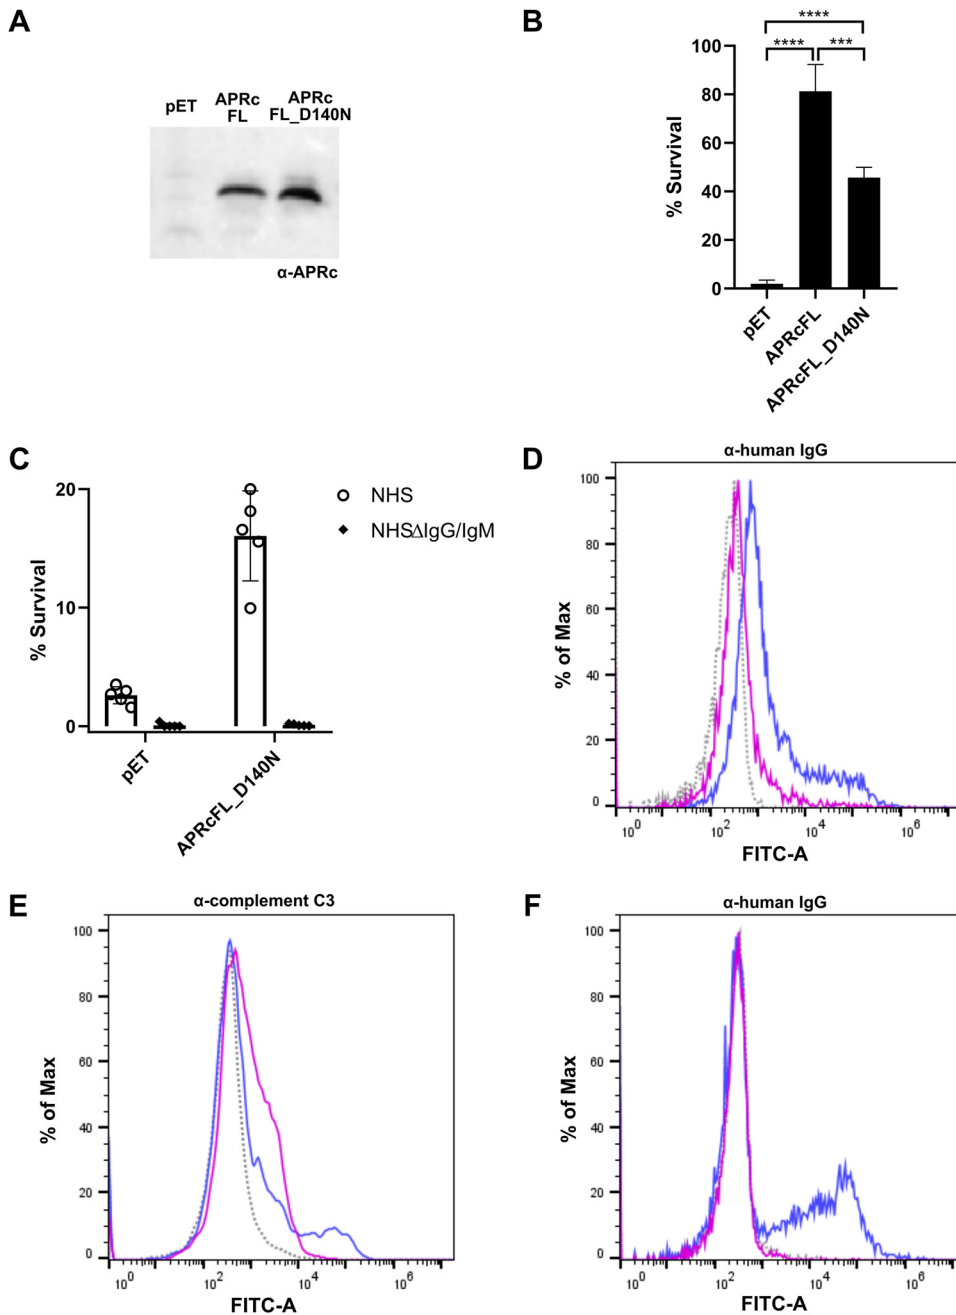 A
pET
APRc
FL
APRc
FL_D140N
α-APRc
B
****
**** ***
100
80
60
40
20
0
% Survival
pET
APRcFL
APRcFL_D140N
C
20
10
0
% Survival
pET
APRcFL_D140N
NHS
NHSΔIgG/IgM
D
α-human IgG
100
80
60
40
20
0
% of Max
10^0 10^2 10^4 10^6
FITC-A
E
α-complement C3
100
80
60
40
20
0
% of Max
10^0 10^2 10^4 10^6
FITC-A
F
α-human IgG
100
80
60
40
20
0
% of Max
10^0 10^2 10^4 10^6
FITC-A